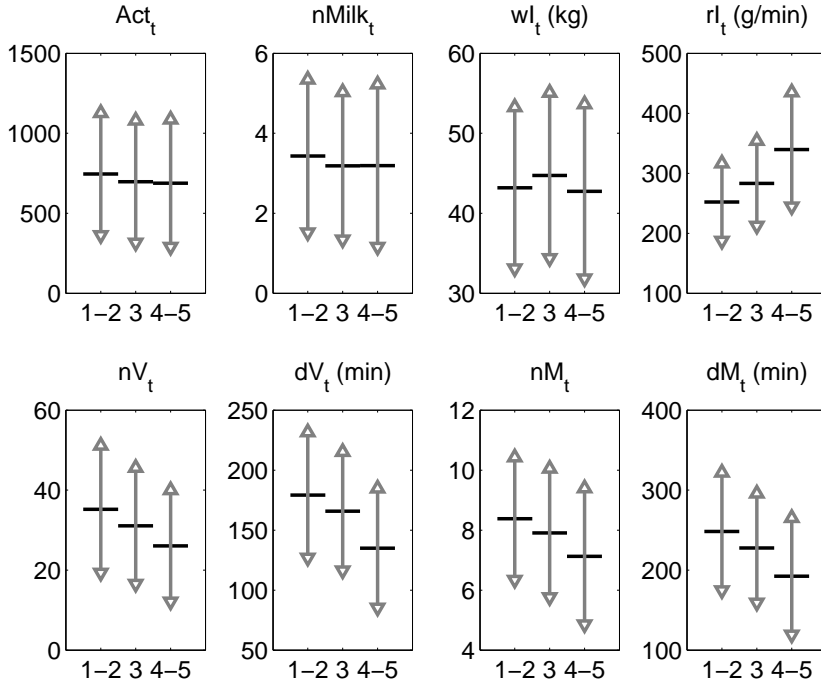 Act_t
nMilk_t
wI_t (kg)
rI_t (g/min)
1500
1000
500
0
1–2 3 4–5
6
4
2
0
1–2 3 4–5
60
50
40
30
1–2 3 4–5
500
400
300
200
100
1–2 3 4–5
nV_t
dV_t (min)
nM_t
dM_t (min)
60
40
20
0
1–2 3 4–5
250
200
150
100
50
1–2 3 4–5
12
10
8
6
4
1–2 3 4–5
400
300
200
100
1–2 3 4–5